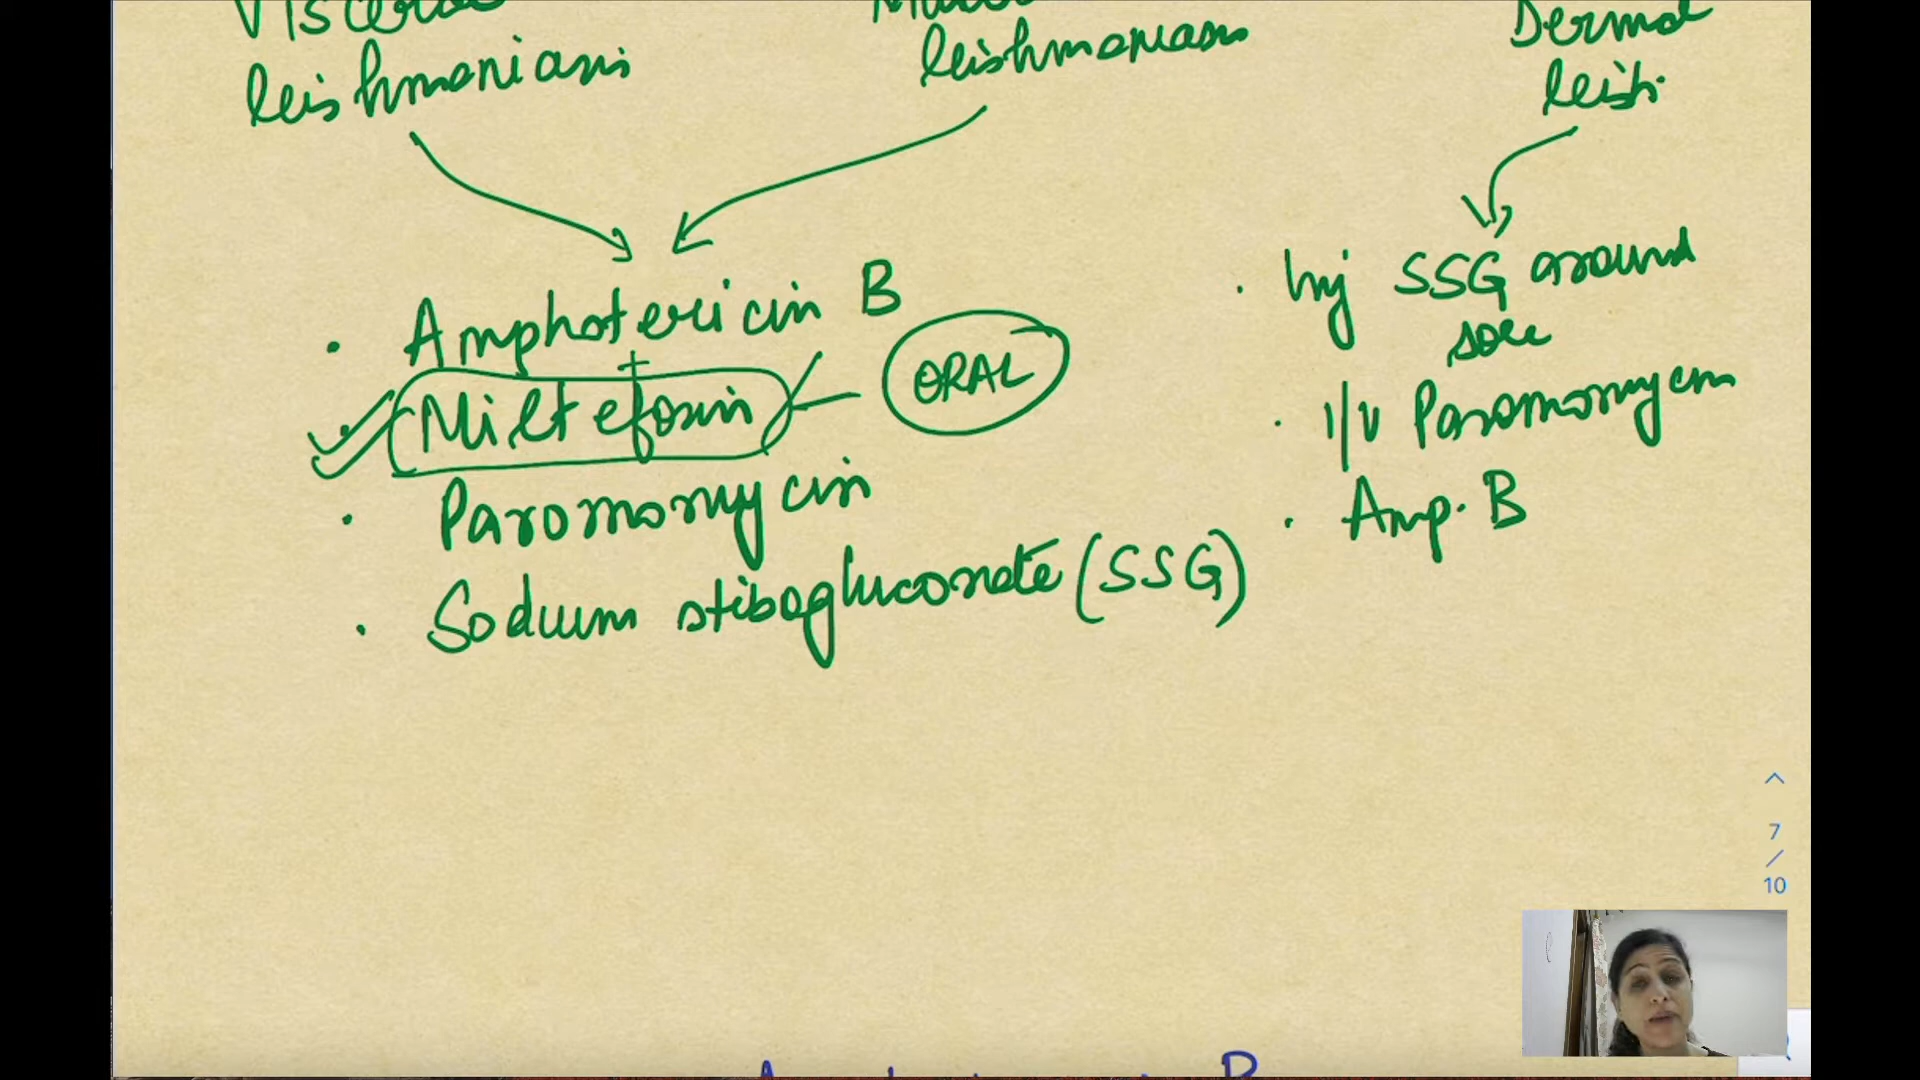 leishmaniasis
leishmaniasis
Dermal
leish.
· Amphotericin B
+
· Miltefosin
ORAL
· Paromomycin
· Sodium stibogluconate (SSG)
· Inj SSG around
sore
· I/V Paromomycin
· Amp. B
7
/
10